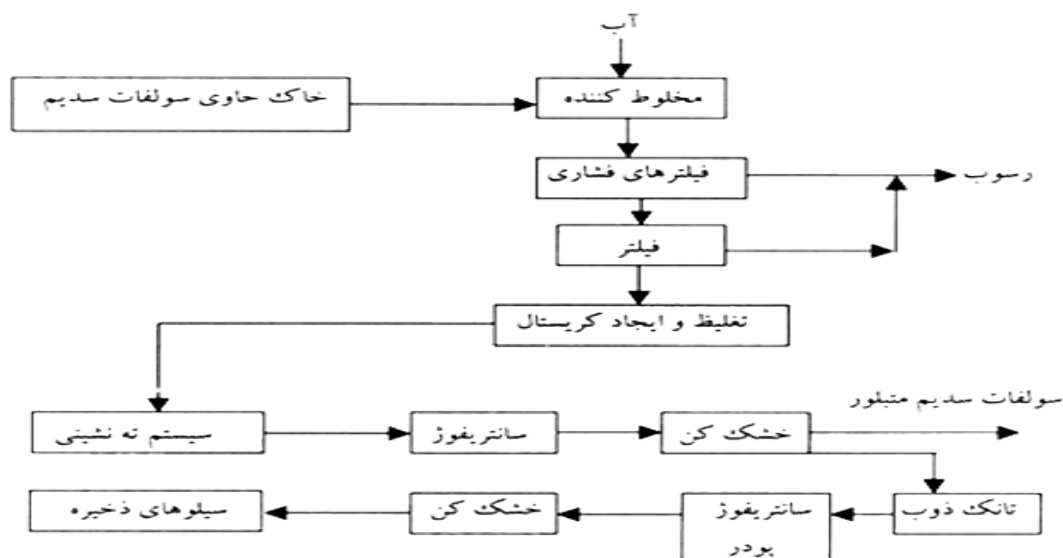 آب
مخلوط کننده
خاک حاوی سولفات سدیم
فیلترهای فشاری
رسوب
فیلتر
تغلیظ و ایجاد کریستال
سولفات سدیم متبلور
سیستم ته نشینی
سانتریفوژ
خشک کن
تانک ذوب
سانتریفوژ
پودر
خشک کن
سیلوهای ذخیره